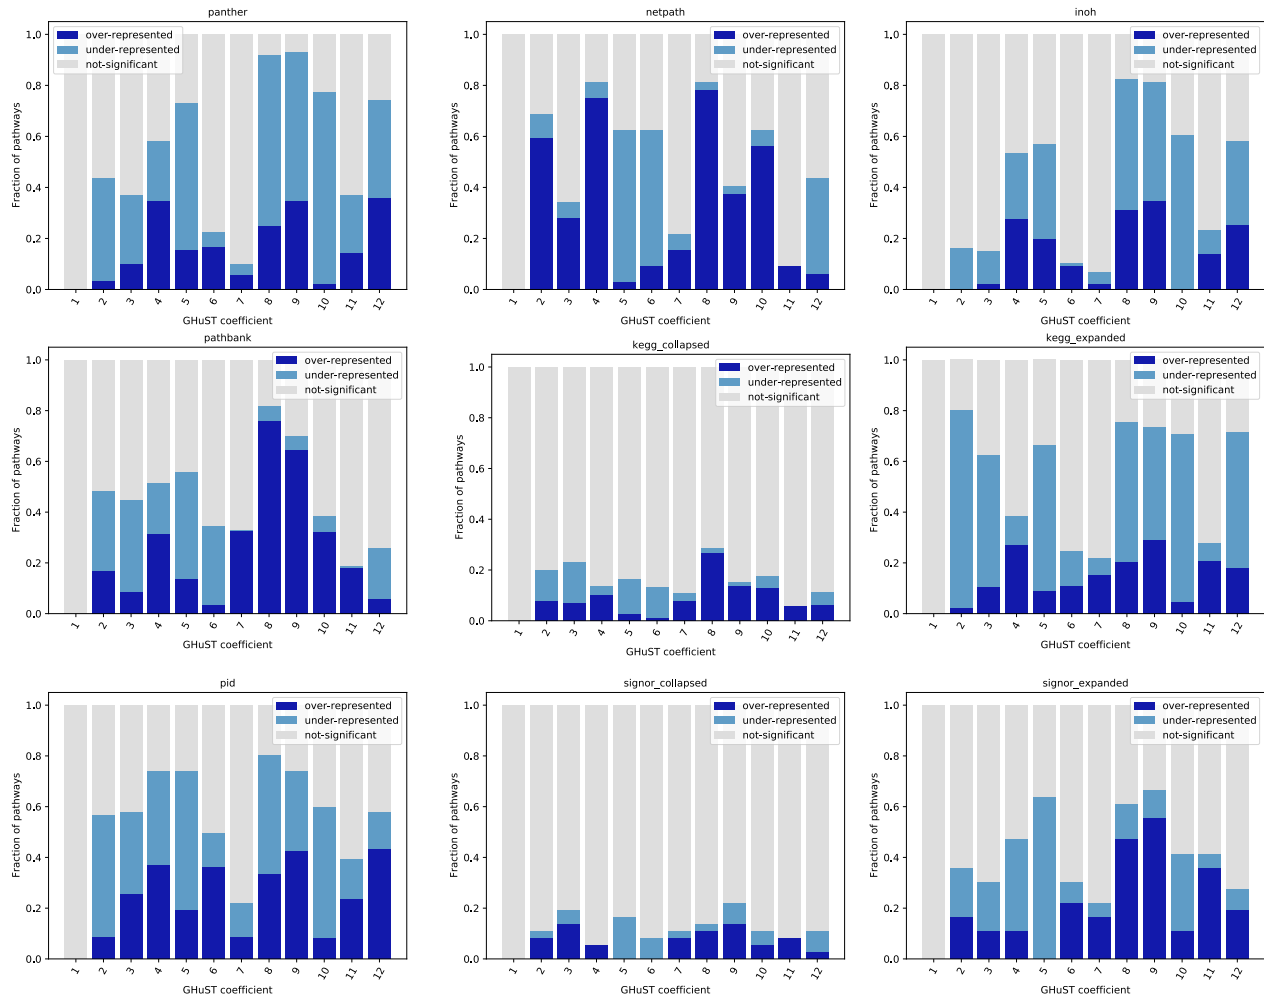 panther
over-represented
under-represented
not-significant
Fraction of pathways
1.0
0.8
0.6
0.4
0.2
0.0
1 2 3 4 5 6 7 8 9 10 11 12
GHuST coefficient
netpath
over-represented
under-represented
not-significant
Fraction of pathways
1.0
0.8
0.6
0.4
0.2
0.0
1 2 3 4 5 6 7 8 9 10 11 12
GHuST coefficient
inoh
over-represented
under-represented
not-significant
Fraction of pathways
1.0
0.8
0.6
0.4
0.2
0.0
1 2 3 4 5 6 7 8 9 10 11 12
GHuST coefficient
pathbank
over-represented
under-represented
not-significant
Fraction of pathways
1.0
0.8
0.6
0.4
0.2
0.0
1 2 3 4 5 6 7 8 9 10 11 12
GHuST coefficient
kegg_collapsed
over-represented
under-represented
not-significant
Fraction of pathways
1.0
0.8
0.6
0.4
0.2
0.0
1 2 3 4 5 6 7 8 9 10 11 12
GHuST coefficient
kegg_expanded
over-represented
under-represented
not-significant
Fraction of pathways
1.0
0.8
0.6
0.4
0.2
0.0
1 2 3 4 5 6 7 8 9 10 11 12
GHuST coefficient
pid
over-represented
under-represented
not-significant
Fraction of pathways
1.0
0.8
0.6
0.4
0.2
0.0
1 2 3 4 5 6 7 8 9 10 11 12
GHuST coefficient
signor_collapsed
over-represented
under-represented
not-significant
Fraction of pathways
1.0
0.8
0.6
0.4
0.2
0.0
1 2 3 4 5 6 7 8 9 10 11 12
GHuST coefficient
signor_expanded
over-represented
under-represented
not-significant
Fraction of pathways
1.0
0.8
0.6
0.4
0.2
0.0
1 2 3 4 5 6 7 8 9 10 11 12
GHuST coefficient